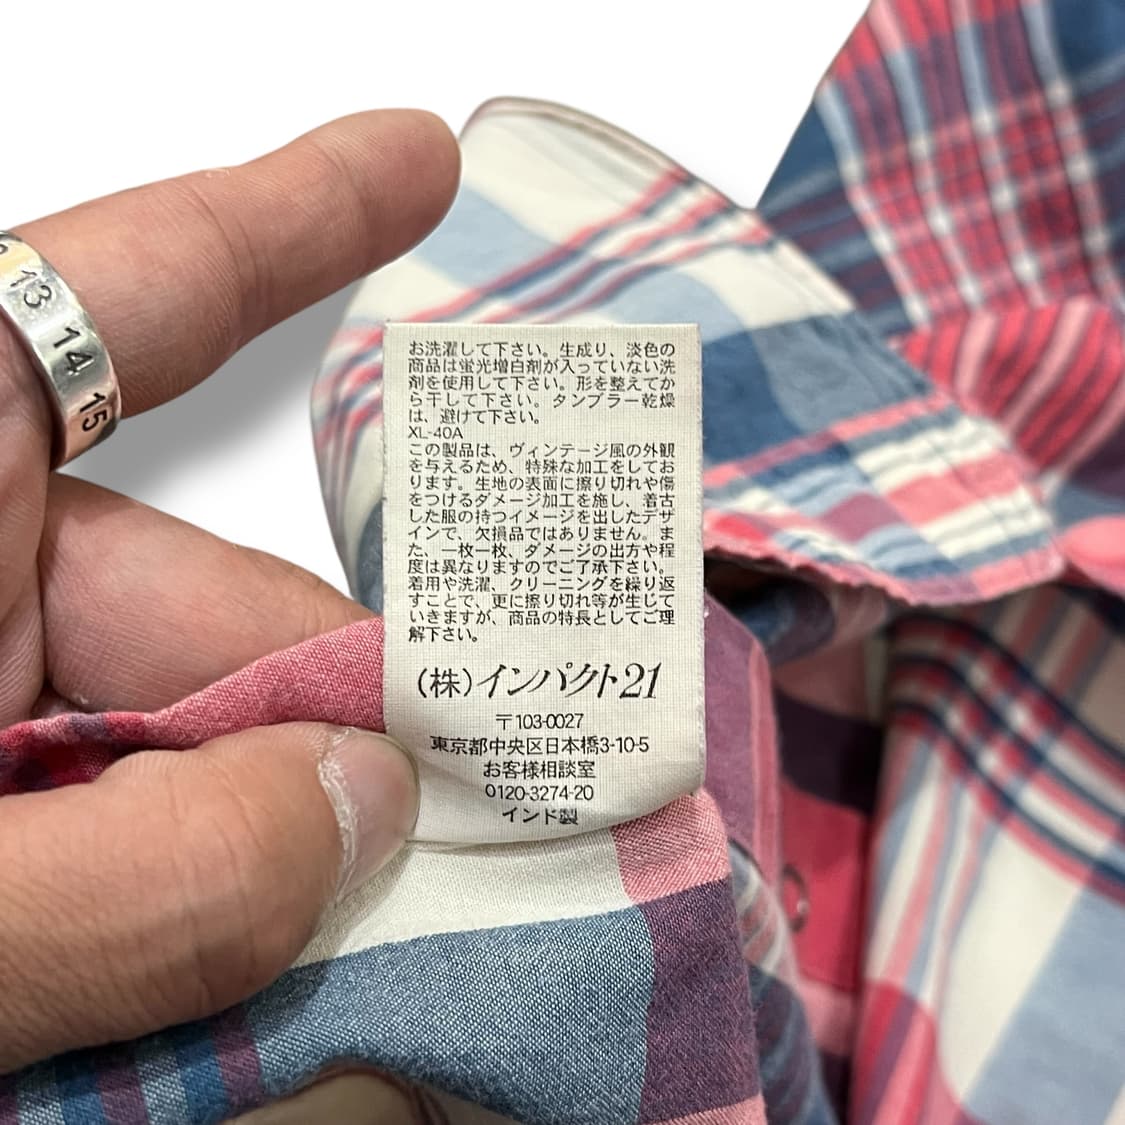 13
14
15
お洗濯して下さい。生成り、淡色の
商品は蛍光増白剤が入っていない洗
剤を使用して下さい。形を整えてか
ら干して下さい。タンブラー乾燥
は、避けて下さい。
XL-40A
この製品は、ヴィンテージ風の外観
を与えるため、特殊な加工をしてお
ります。生地の表面に擦り切れや傷
をつけるダメージ加工を施し、着古
した服の持つイメージを出したデザ
インで、欠損品ではありません。ま
た、一枚一枚、ダメージの出方や程
度は異なりますのでご了承下さい。
着用や洗濯、クリーニングを繰り返
すことで、更に擦り切れ等が生じて
いきますが、商品の特長としてご理
解下さい。
(株)インパクト21
〒103-0027
東京都中央区日本橋3-10-5
お客様相談室
0120-3274-20
インド製